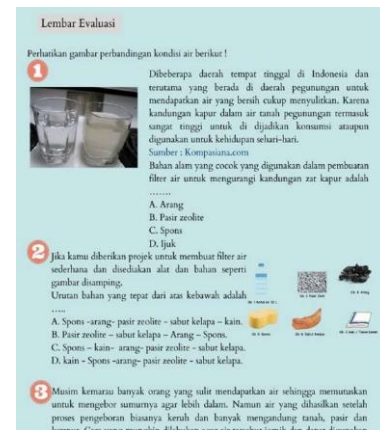 Lembar Evaluasi
Perhatikan gambar perbandingan kondisi air berikut !
1
Dibeberapa daerah tempat tinggal di Indonesia dan
terutama yang berada di daerah pegunungan untuk
mendapatkan air yang bersih cukup menyulitkan. Karena
kandungan kapur dalam air tanah pegunungan termasuk
sangat tinggi untuk di dijadikan konsumsi ataupun
digunakan untuk kehidupan sehari-hari.
Sumber : Kompasiana.com
Bahan alam yang cocok yang digunakan dalam pembuatan
filter air untuk mengurangi kandungan zat kapur adalah
.......
A. Arang
B. Pasir zeolite
C. Spons
D. Ijuk
2
Jika kamu diberikan projek untuk membuat filter air
sederhana dan disediakan alat dan bahan seperti
gambar disamping.
Urutan bahan yang tepat dari atas kebawah adalah
.....
A. Spons -arang- pasir zeolite - sabut kelapa – kain.
B. Pasir zeolite – sabut kelapa – Arang – Spons.
C. Spons – kain– arang- pasir zeolite - sabut kelapa.
D. kain - Spons -arang- pasir zeolite - sabut kelapa.
3
Musim kemarau banyak orang yang sulit mendapatkan air sehingga memutuskan
untuk mengebor sumurnya agar lebih dalam. Namun air yang dihasilkan setelah
proses pengeboran biasanya keruh dan banyak mengandung tanah, pasir dan